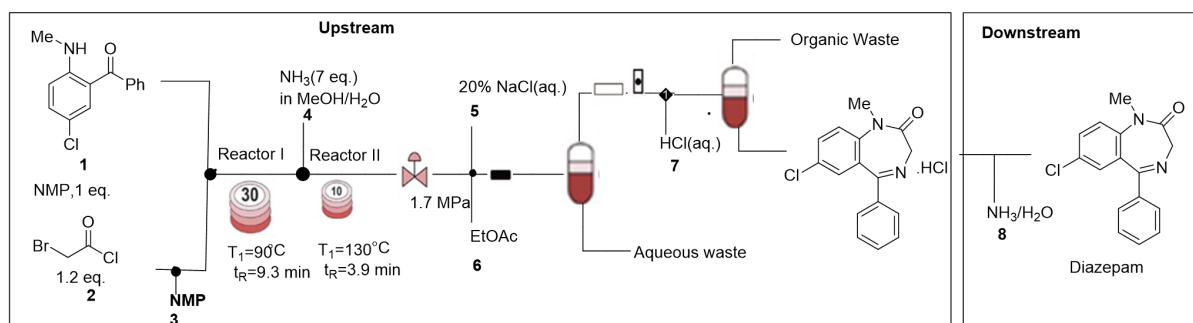 Upstream
Me
NH
O
Ph
Cl
1
NMP,1 eq.
O
Br
Cl
1.2 eq.
2
NMP
3
Reactor I
30
T1=90°C
tR=9.3 min
NH3(7 eq.)
in MeOH/H2O
4
Reactor II
10
T1=130°C
tR=3.9 min
1.7 MPa
20% NaCl(aq.)
5
EtOAc
6
Aqueous waste
1
HCl(aq.)
7
Organic Waste
Me
N
O
Cl
N
.HCl
Downstream
NH3/H2O
8
Me
N
O
Cl
N
Diazepam